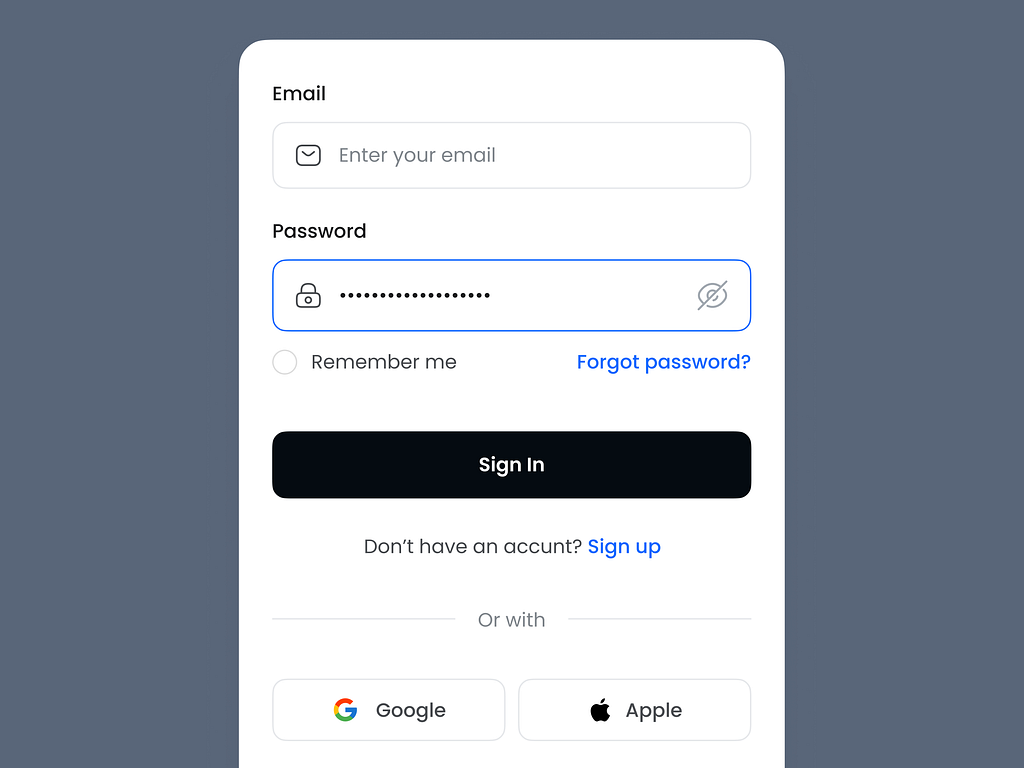 Email
Enter your email
Password
•••••••••••••••••••
Remember me Forgot password?
Sign In
Don’t have an accunt? Sign up
Or with
Google Apple